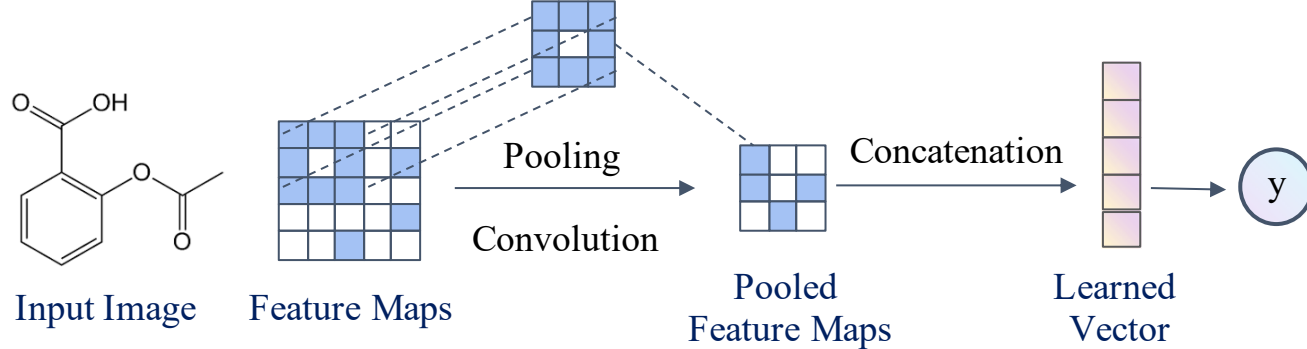 O
OH
O
O
Input Image
Feature Maps
Pooling
Convolution
Pooled
Feature Maps
Concatenation
Learned
Vector
y